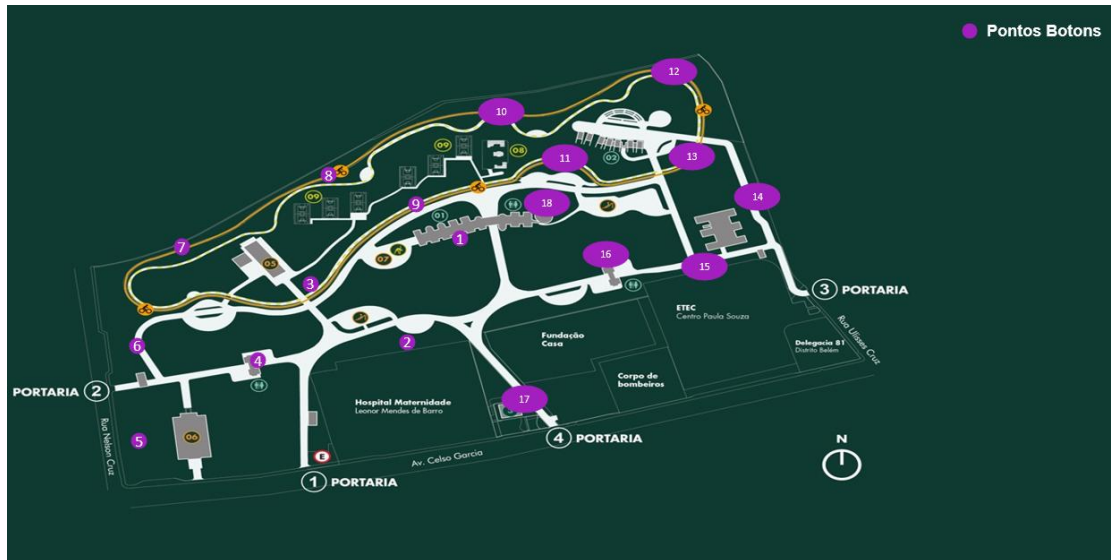 Pontos Botons
12
10
09
08
11
02
13
8
09
9
14
18
01
1
7
07
16
05
3
15
ETEC
Centro Paula Souza
3 PORTARIA
Rua Ulisses Cruz
Fundação
Casa
Delegacia 81
Distrito Belém
6
2
4
Corpo de
bombeiros
PORTARIA 2
Hospital Maternidade
Leonor Mendes de Barro
17
Rua Nelson Cruz
5
06
4 PORTARIA
N
E
Av. Celso Garcia
1 PORTARIA